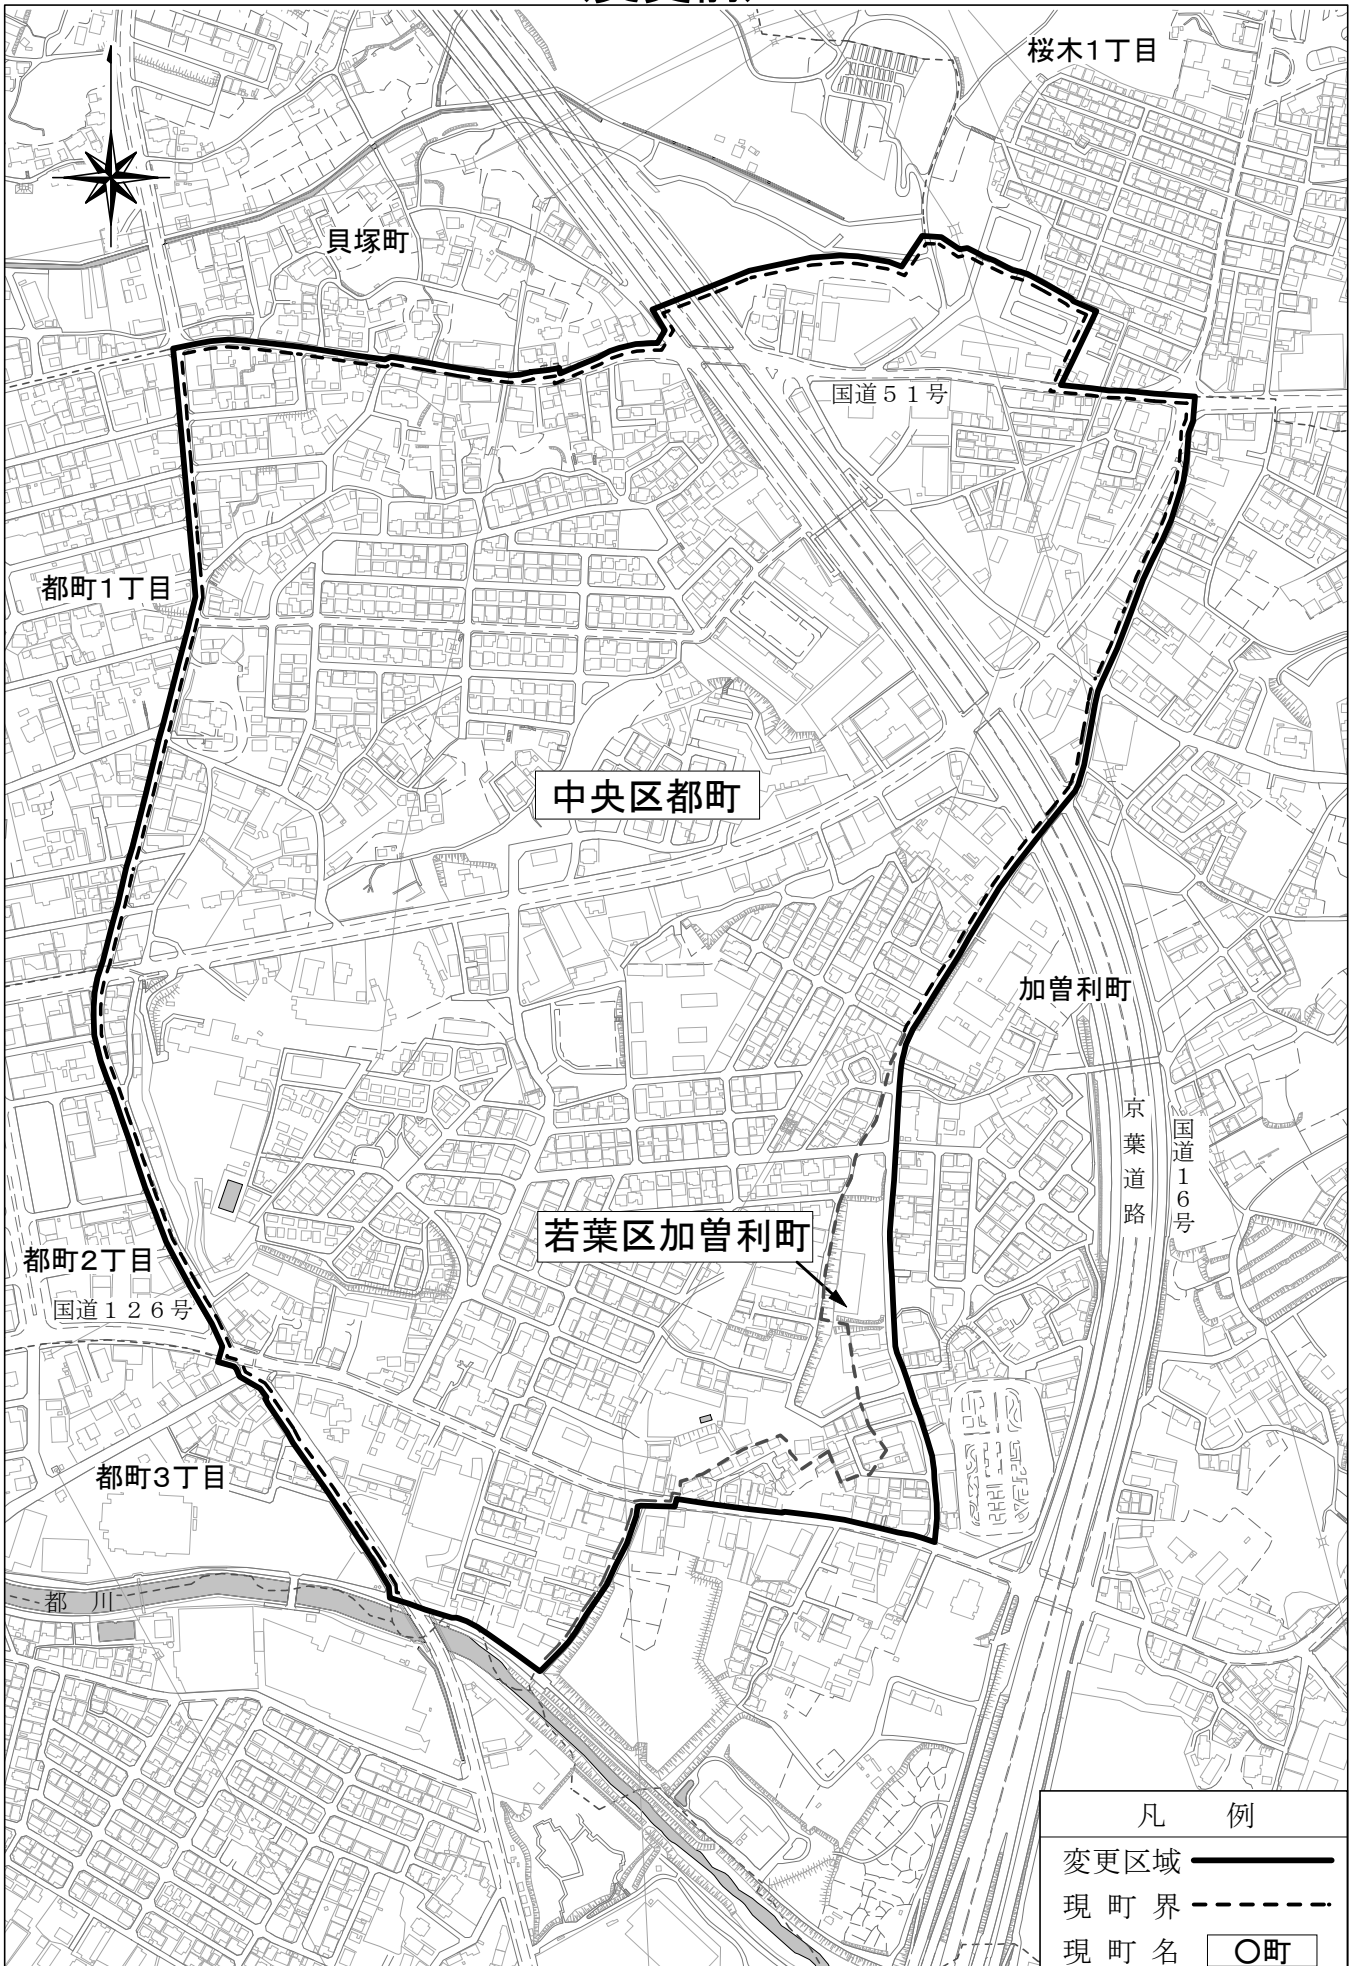 桜木1丁目
貝塚町
国道51号
都町1丁目
中央区都町
加曽利町
京葉道路
国道16号
若葉区加曽利町
都町2丁目
国道126号
都町3丁目
都川
凡例
変更区域
現町界
現町名 ○町